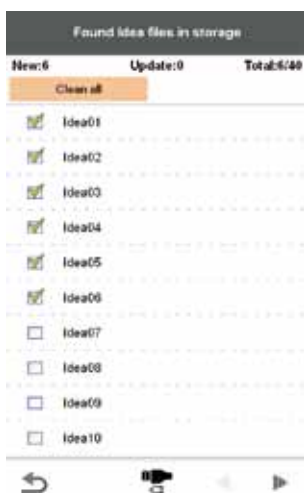 Found Idea files in storage
New:6 Update:0 Total:6/40
Clean all
Idea01
Idea02
Idea03
Idea04
Idea05
Idea06
Idea07
Idea08
Idea09
Idea10